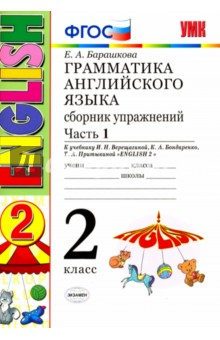 ФГОС
УМК
Е. А. Барашкова
ГРАММАТИКА
АНГЛИЙСКОГО
ЯЗЫКА
сборник упражнений
Часть 1
К учебнику И. Н. Верещагиной, К. А. Бондаренко,
Т. А. Притыкиной «ENGLISH 2»
учени класса
школы
2
класс
ENGLISH
2
ЭКЗАМЕН